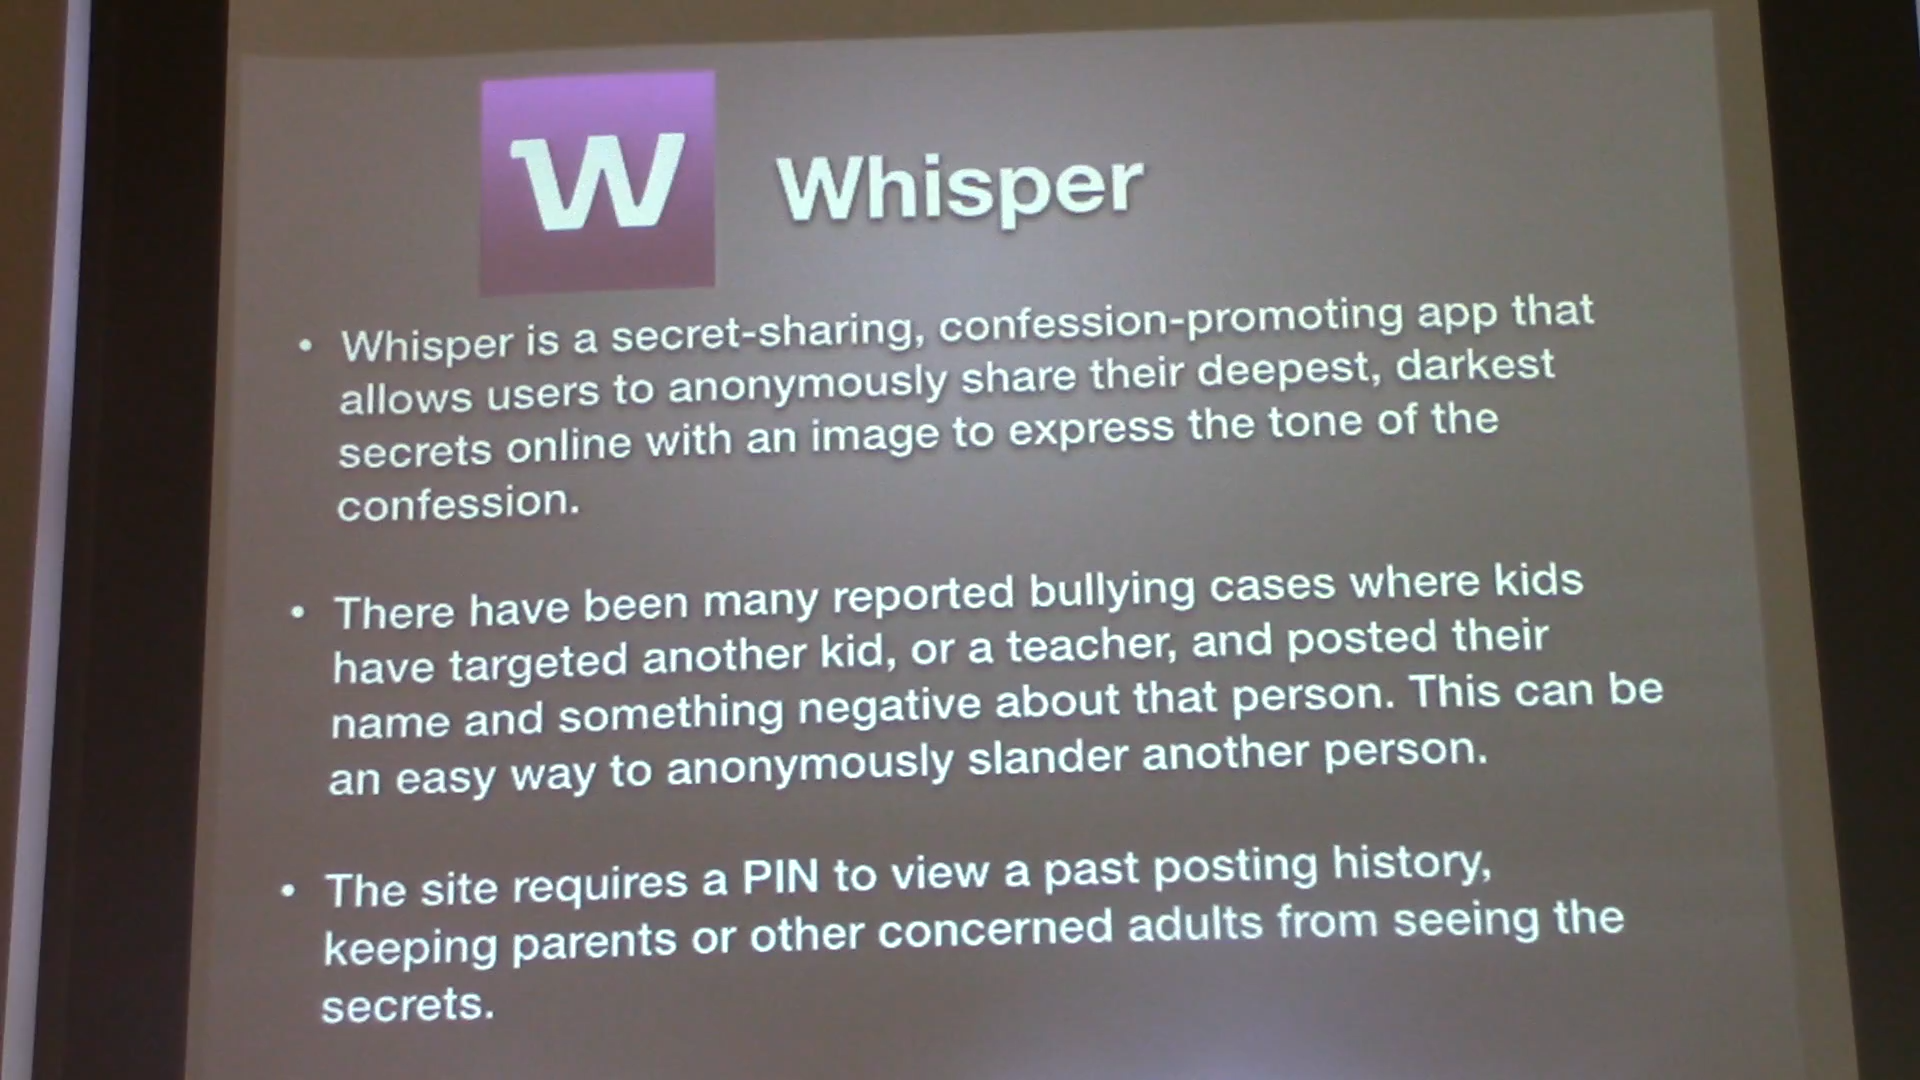 W Whisper
• Whisper is a secret-sharing, confession-promoting app that
allows users to anonymously share their deepest, darkest
secrets online with an image to express the tone of the
confession.
• There have been many reported bullying cases where kids
have targeted another kid, or a teacher, and posted their
name and something negative about that person. This can be
an easy way to anonymously slander another person.
• The site requires a PIN to view a past posting history,
keeping parents or other concerned adults from seeing the
secrets.